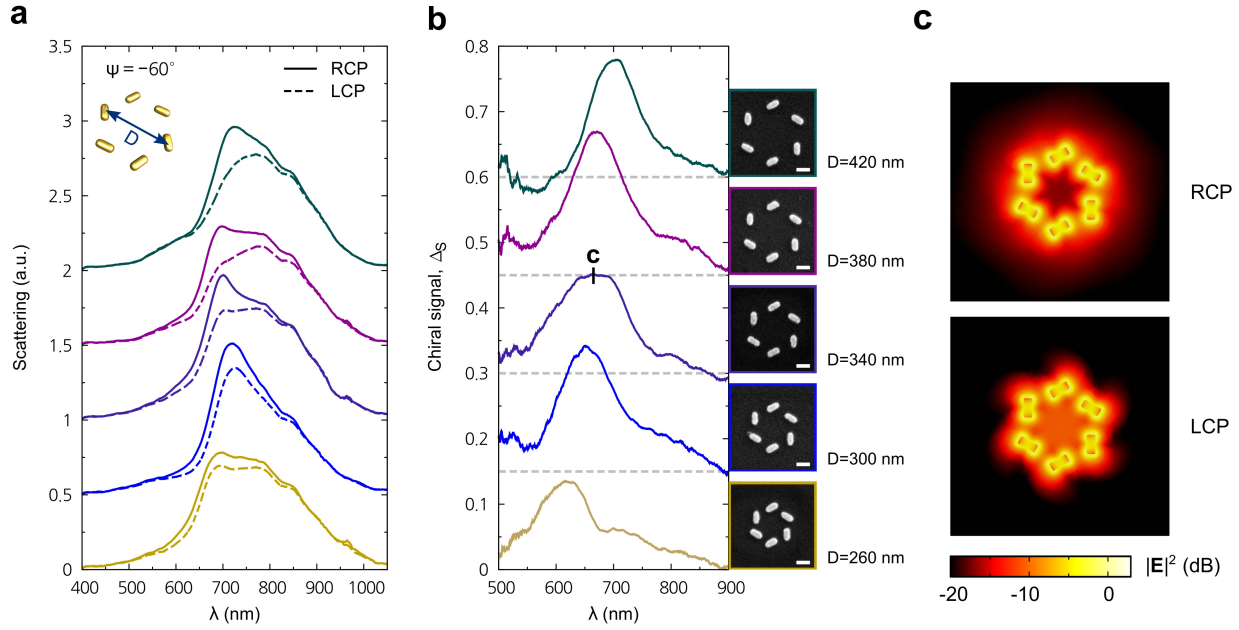 a
Scattering (a.u.)
3.5
3
2.5
2
1.5
1
0.5
0
400 500 600 700 800 900 1000
λ (nm)
Ψ = −60°
RCP
LCP
D
b
Chiral signal, Δs
0.8
0.7
0.6
0.5
0.4
0.3
0.2
0.1
0
500 600 700 800 900
λ (nm)
c
D=420 nm
D=380 nm
D=340 nm
D=300 nm
D=260 nm
c
RCP
LCP
|E|² (dB)
-20 -10 0